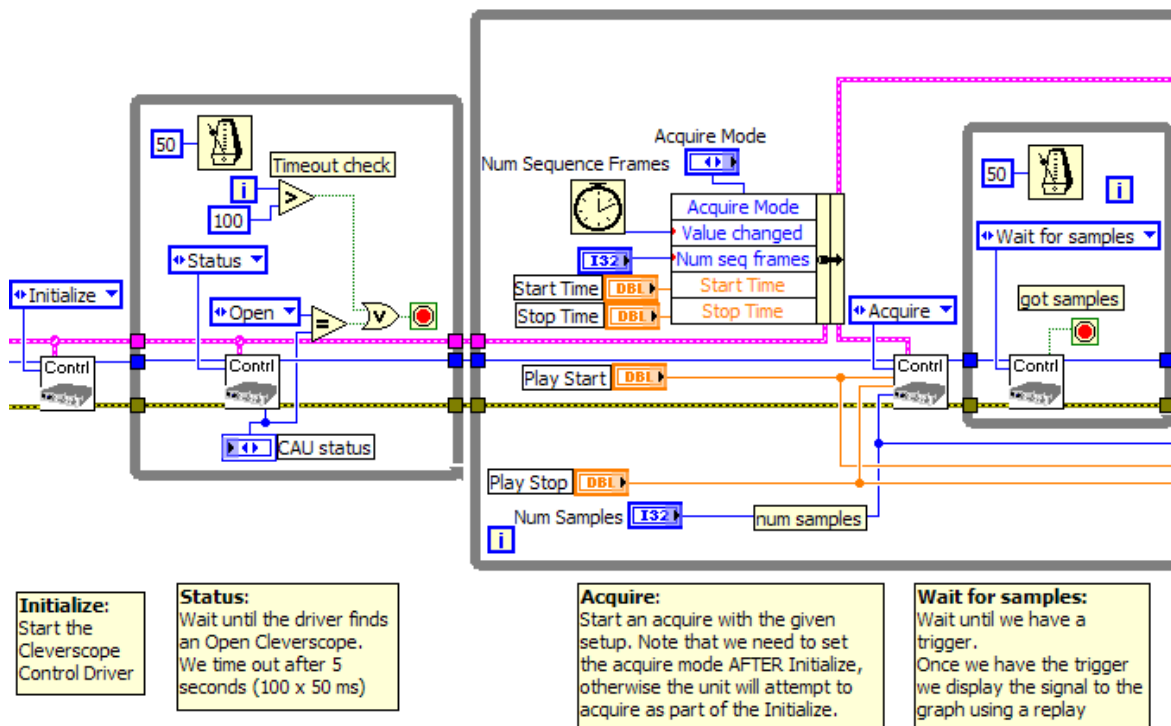 Initialize
Contrl
50
Timeout check
i
>
100
Status
Open
=
v
Contrl
CAU status
Acquire Mode
Num Sequence Frames
Acquire Mode
Value changed
I32
Num seq frames
Start Time
DBL
Start Time
Stop Time
DBL
Stop Time
Play Start
DBL
Acquire
Contrl
Play Stop
DBL
Num Samples
I32
num samples
i
50
i
Wait for samples
got samples
Contrl
Initialize:
Start the
Cleverscope
Control Driver
Status:
Wait until the driver finds
an Open Cleverscope.
We time out after 5
seconds (100 x 50 ms)
Acquire:
Start an acquire with the given
setup. Note that we need to set
the acquire mode AFTER Initialize,
otherwise the unit will attempt to
acquire as part of the Initialize.
Wait for samples:
Wait until we have a
trigger.
Once we have the trigger
we display the signal to the
graph using a replay